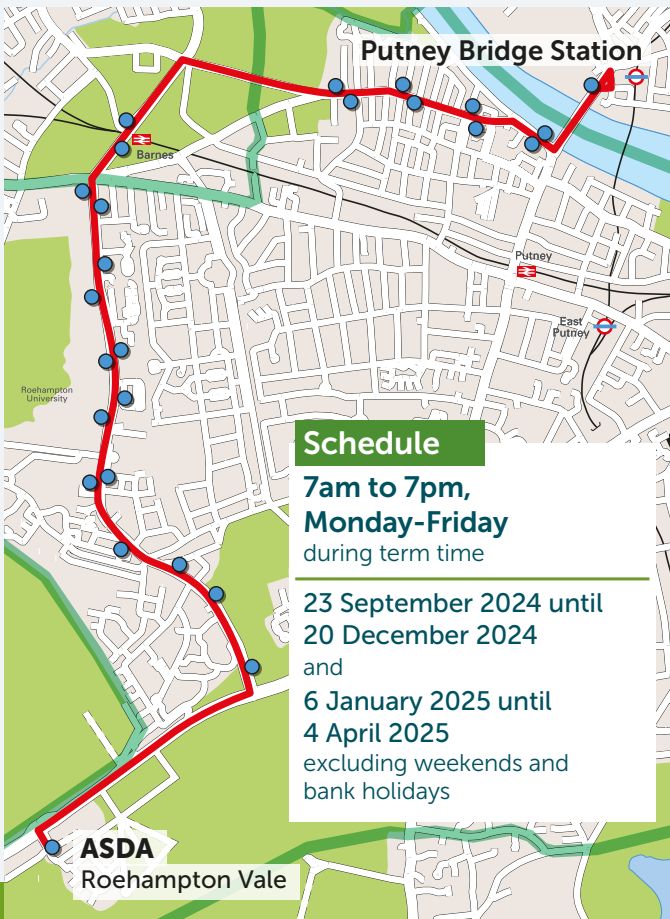 Putney Bridge Station
Barnes
Putney
East
Putney
Roehampton
University
Schedule
7am to 7pm,
Monday-Friday
during term time
23 September 2024 until
20 December 2024
and
6 January 2025 until
4 April 2025
excluding weekends and
bank holidays
ASDA
Roehampton Vale